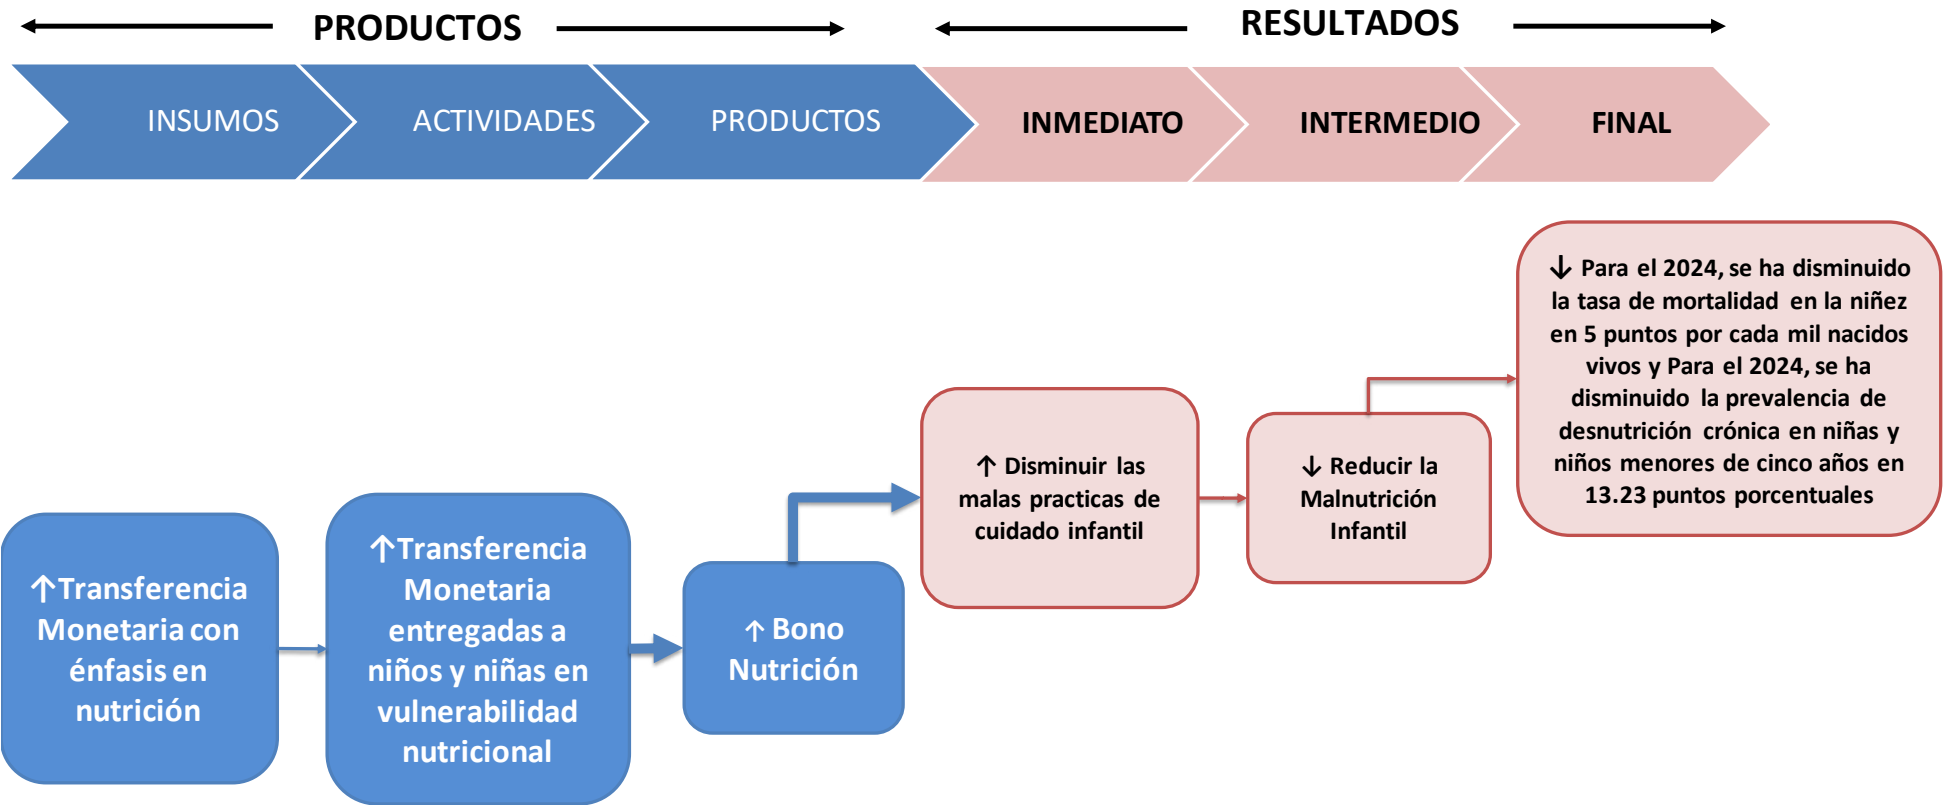 PRODUCTOS
RESULTADOS
INSUMOS
ACTIVIDADES
PRODUCTOS
INMEDIATO
INTERMEDIO
FINAL
↑Transferencia
Monetaria con
énfasis en
nutrición
↑Transferencia
Monetaria
entregadas a
niños y niñas en
vulnerabilidad
nutricional
↑ Bono
Nutrición
↑ Disminuir las
malas practicas de
cuidado infantil
↓ Reducir la
Malnutrición
Infantil
↓ Para el 2024, se ha disminuido
la tasa de mortalidad en la niñez
en 5 puntos por cada mil nacidos
vivos y Para el 2024, se ha
disminuido la prevalencia de
desnutrición crónica en niñas y
niños menores de cinco años en
13.23 puntos porcentuales